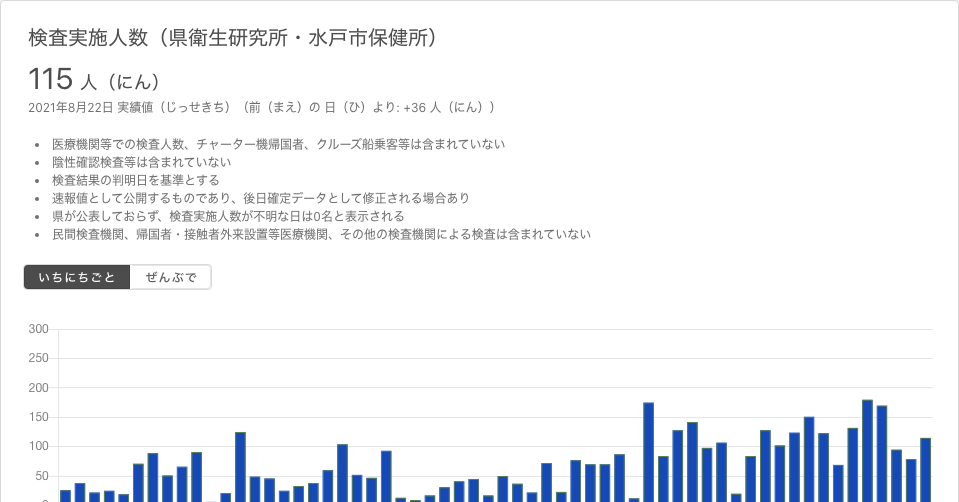 検査実施人数（県衛生研究所・水戸市保健所）
115 人（にん）
2021年8月22日 実績値（じっせきち）（前（まえ）の 日（ひ）より: +36 人（にん））
医療機関等での検査人数、チャーター機帰国者、クルーズ船乗客等は含まれていない
陰性確認検査等は含まれていない
検査結果の判明日を基準とする
速報値として公開するものであり、後日確定データとして修正される場合あり
県が公表しておらず、検査実施人数が不明な日は0名と表示される
民間検査機関、帰国者・接触者外来設置等医療機関、その他の検査機関による検査は含まれていない
いちにちごと ぜんぶで
300
250
200
150
100
50